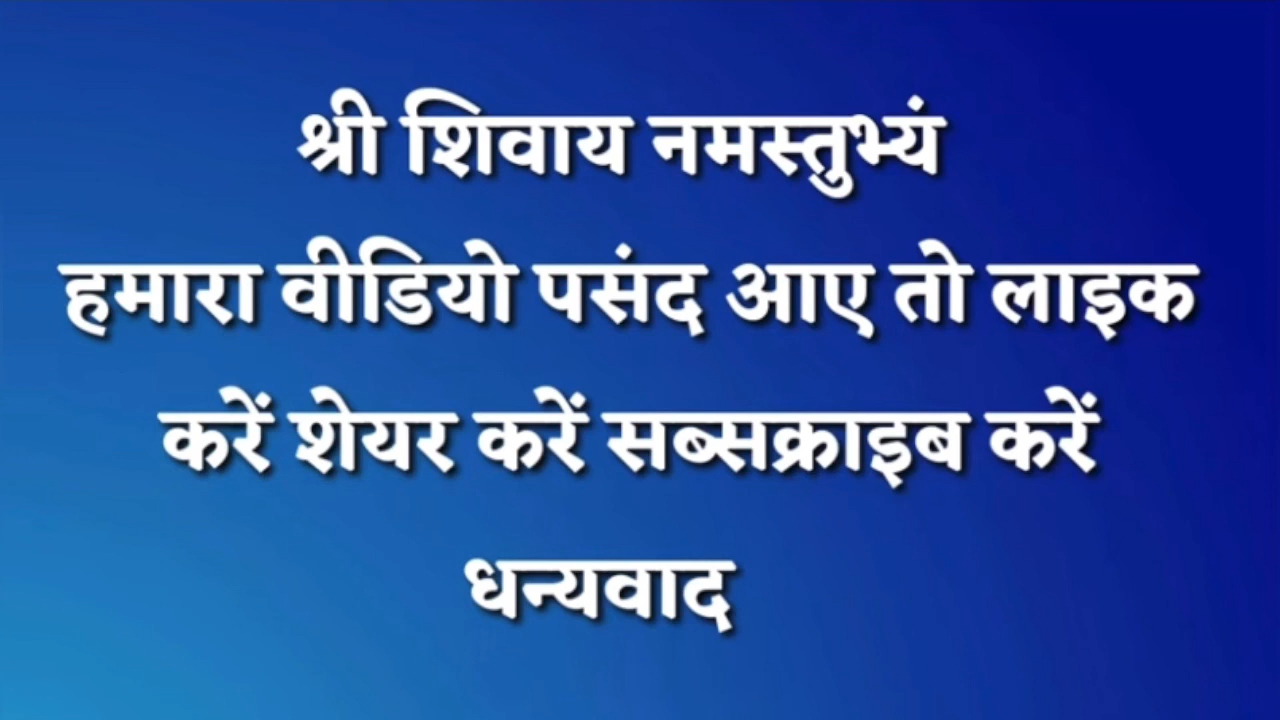 श्री शिवाय नमस्तुभ्यं
हमारा वीडियो पसंद आए तो लाइक
करें शेयर करें सब्सक्राइब करें
धन्यवाद